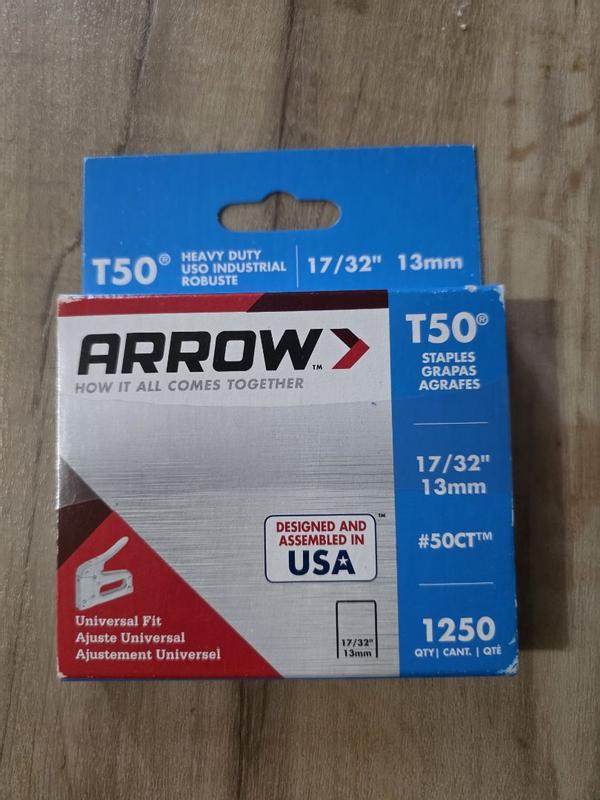 T50® HEAVY DUTY
USO INDUSTRIAL
ROBUSTE
17/32" 13mm
ARROW™
HOW IT ALL COMES TOGETHER
T50®
STAPLES
GRAPAS
AGRAFES
17/32"
13mm
#50CT™
1250
QTY| CANT. | QTÉ
DESIGNED AND
ASSEMBLED IN
USA
™
17/32"
13mm
Universal Fit
Ajuste Universal
Ajustement Universel